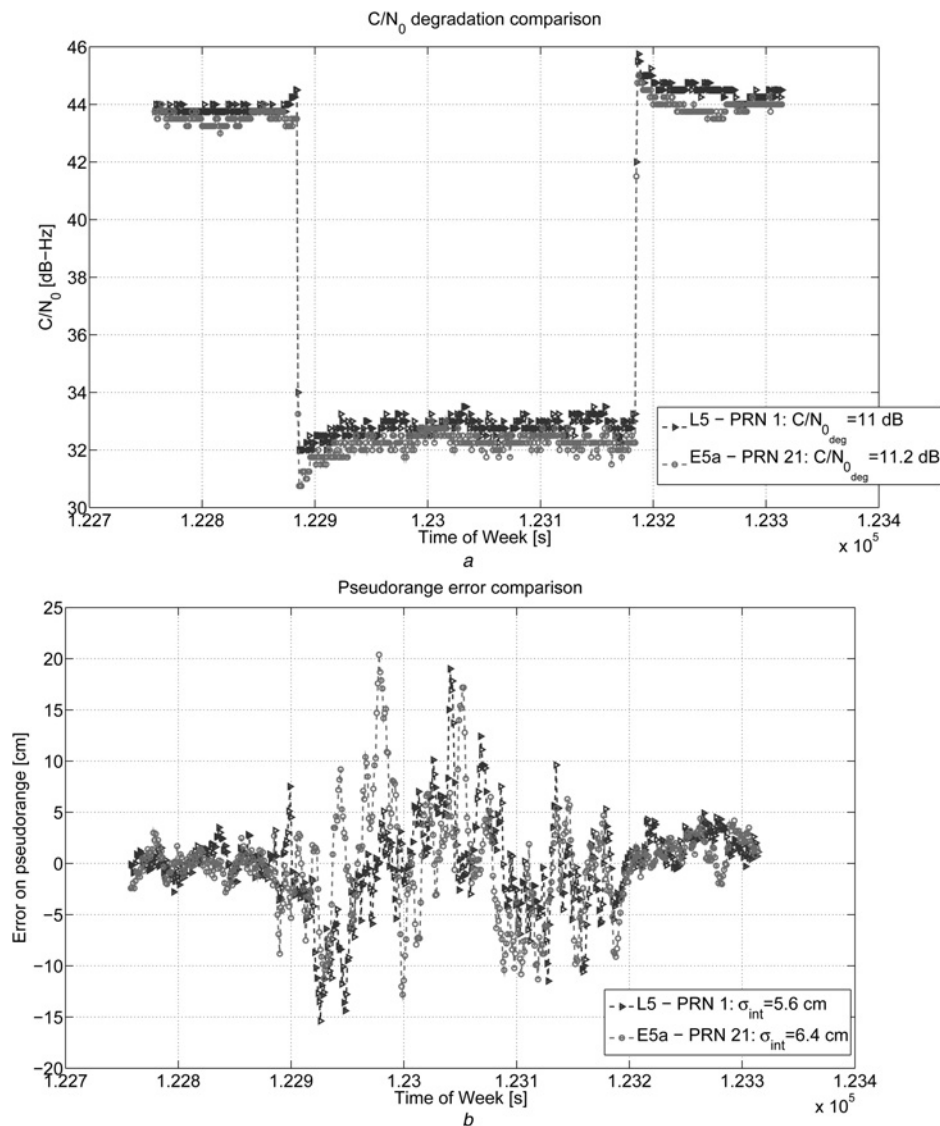 C/N0 degradation comparison
46
44
42
40
38
36
34
33
32
30
C/N0 [dB−Hz]
L5 − PRN 1: C/N0deg =11 dB
E5a − PRN 21: C/N0deg =11.2 dB
1.227 1.228 1.229 1.23 1.231 1.232 1.233 1.234
Time of Week [s]
x 10^5
a
Pseudorange error comparison
25
20
15
10
5
0
−5
−10
−15
−20
Error on pseudorange [cm]
L5 − PRN 1: σint=5.6 cm
E5a − PRN 21: σint=6.4 cm
1.227 1.228 1.229 1.23 1.231 1.232 1.233 1.234
Time of Week [s]
x 10^5
b